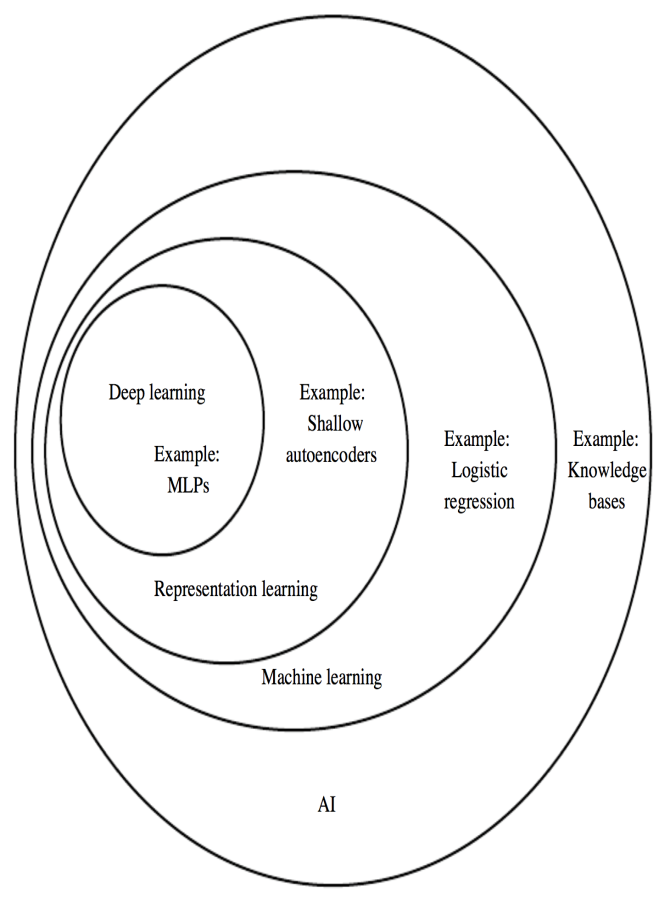 Deep learning
Example:
MLPs
Example:
Shallow
autoencoders
Example:
Logistic
regression
Example:
Knowledge
bases
Representation learning
Machine learning
AI